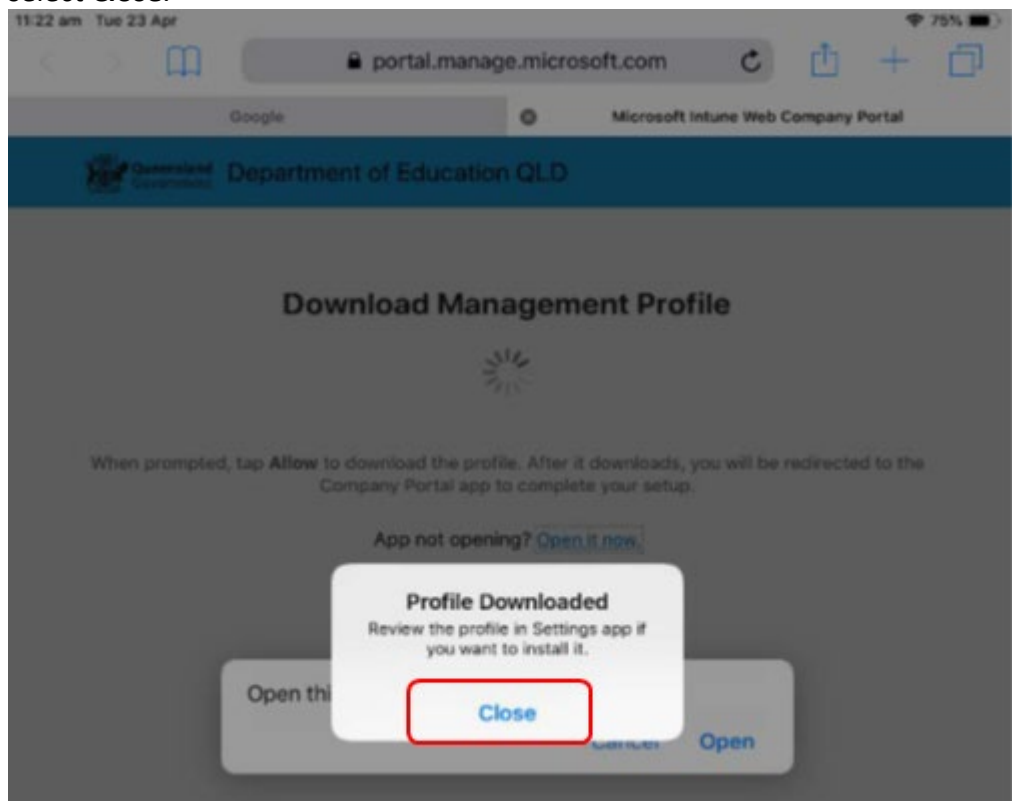 11:22 am Tue 23 Apr 75%
portal.manage.microsoft.com
Google Microsoft Intune Web Company Portal
Queensland
Government
Department of Education QLD
Download Management Profile
When prompted, tap Allow to download the profile. After it downloads, you will be redirected to the
Company Portal app to complete your setup.
App not opening? Open it now.
Profile Downloaded
Review the profile in Settings app if
you want to install it.
Open thi
Close
Cancel Open